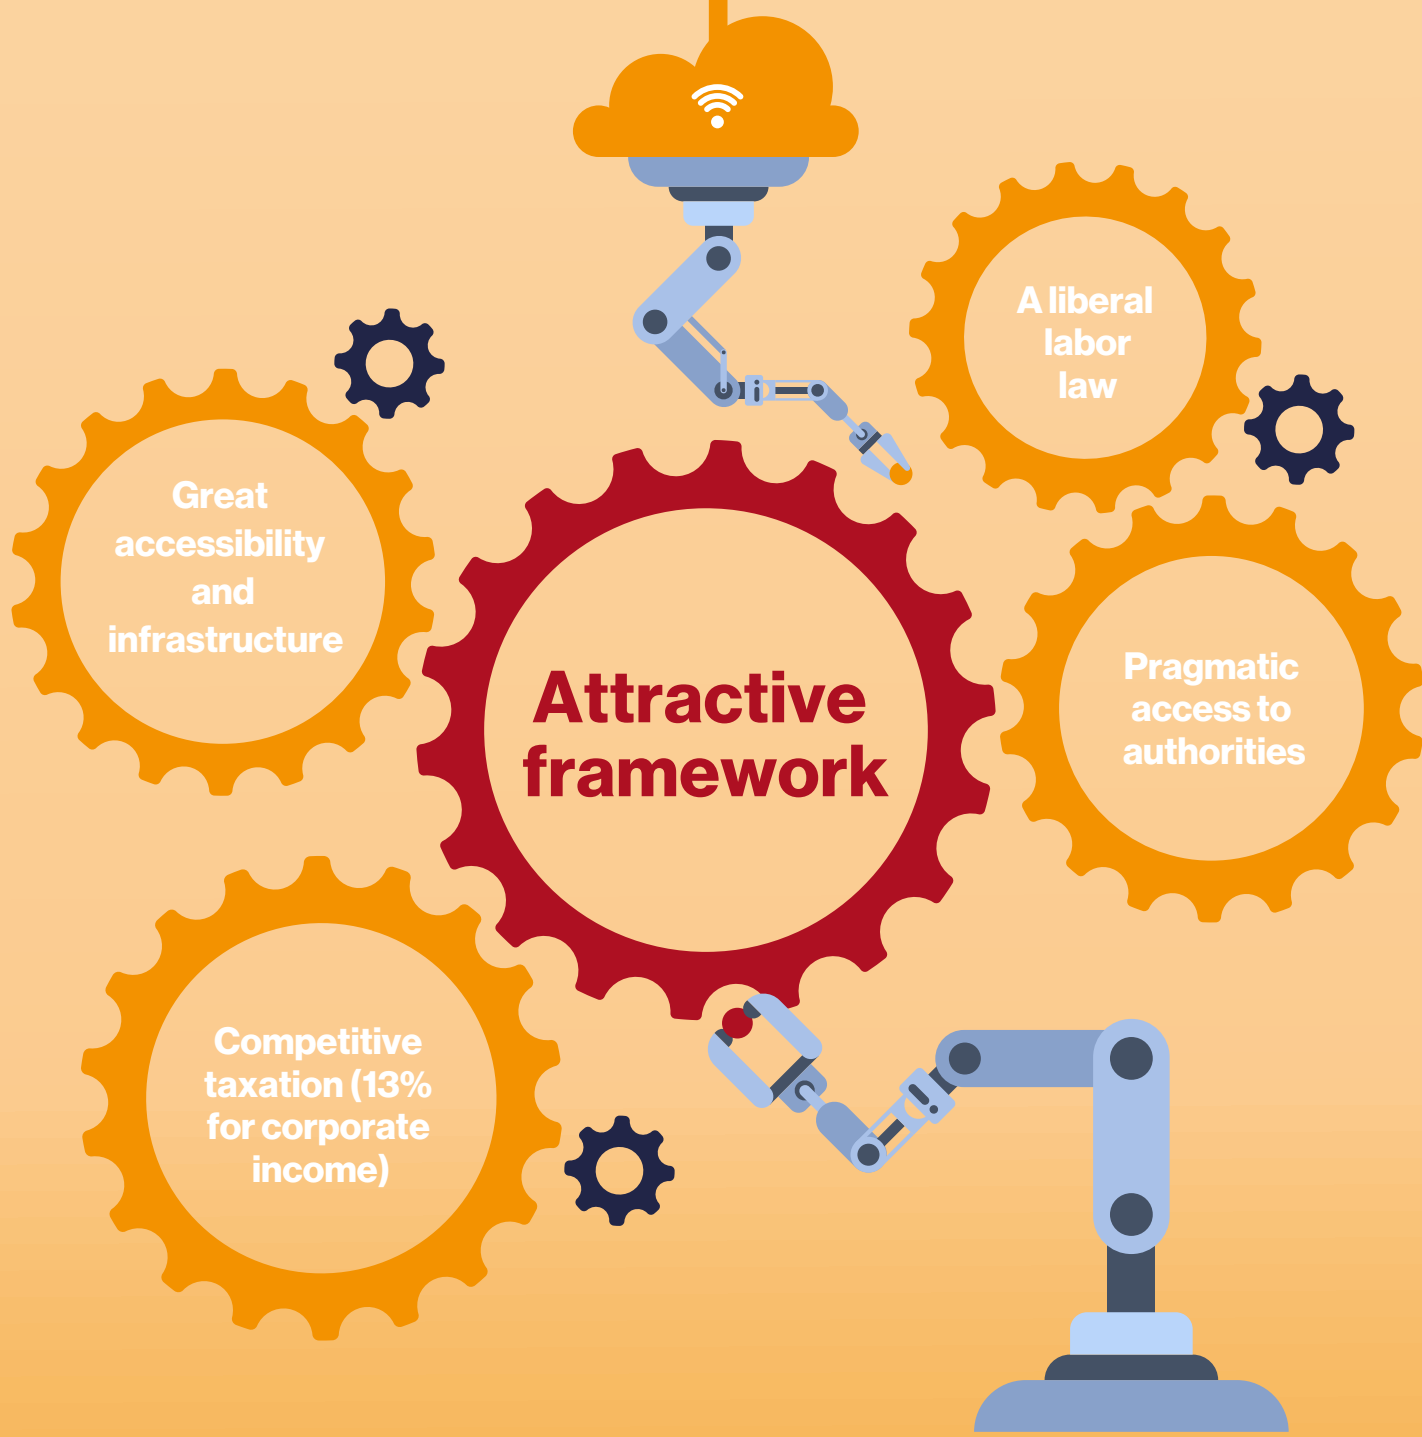 A liberal
labor
law
Great
accessibility
and
infrastructure
Attractive
framework
Pragmatic
access to
authorities
Competitive
taxation (13%
for corporate
income)